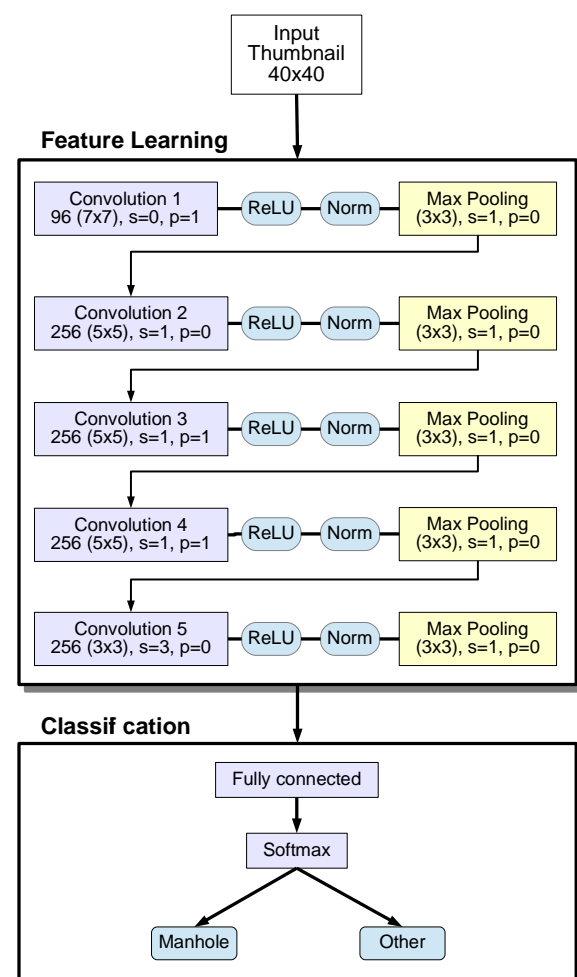 Input
Thumbnail
40x40
Feature Learning
Convolution 1
96 (7x7), s=0, p=1
ReLU
Norm
Max Pooling
(3x3), s=1, p=0
Convolution 2
256 (5x5), s=1, p=0
ReLU
Norm
Max Pooling
(3x3), s=1, p=0
Convolution 3
256 (5x5), s=1, p=1
ReLU
Norm
Max Pooling
(3x3), s=1, p=0
Convolution 4
256 (5x5), s=1, p=1
ReLU
Norm
Max Pooling
(3x3), s=1, p=0
Convolution 5
256 (3x3), s=3, p=0
ReLU
Norm
Max Pooling
(3x3), s=1, p=0
Classif cation
Fully connected
Softmax
Manhole
Other